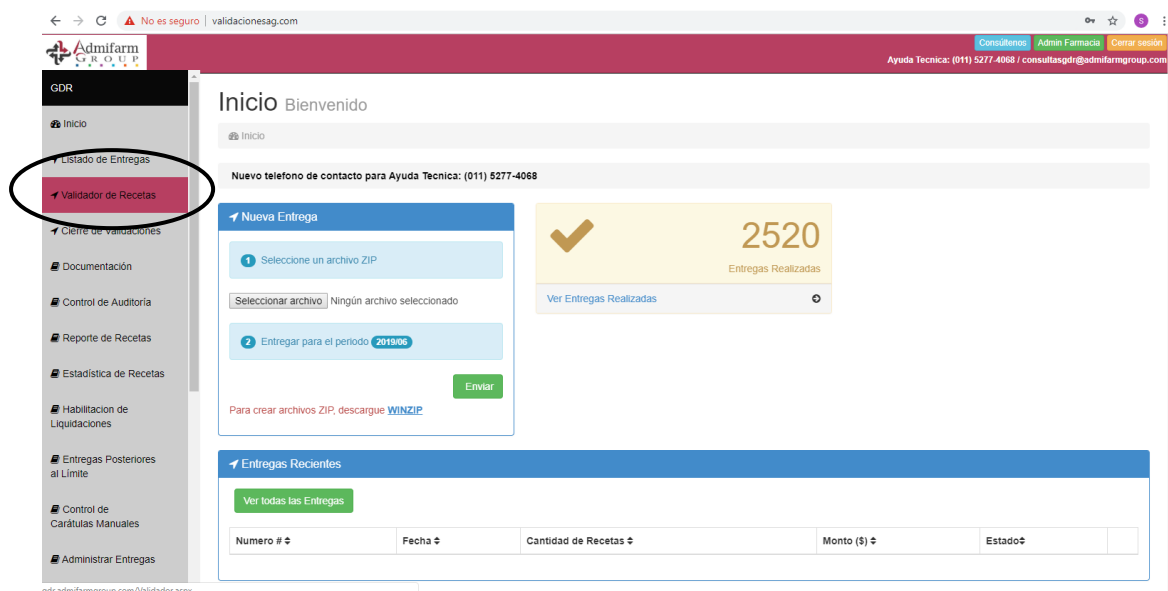 No es seguro | validacionesag.com
S
Admifarm
GROUP
Consúltenos Admin Farmacia Cerrar sesión
Ayuda Tecnica: (011) 5277-4068 / consultasgdr@admifarmgroup.com
GDR
Inicio
Listado de Entregas
Validador de Recetas
Cierre de Validaciones
Documentación
Control de Auditoría
Reporte de Recetas
Estadística de Recetas
Habilitacion de
Liquidaciones
Entregas Posteriores
al Límite
Control de
Carátulas Manuales
Administrar Entregas
Inicio Bienvenido
Inicio
Nuevo telefono de contacto para Ayuda Tecnica: (011) 5277-4068
Nueva Entrega
1 Seleccione un archivo ZIP
Seleccionar archivo Ningún archivo seleccionado
2 Entregar para el periodo 2019/06
Enviar
Para crear archivos ZIP, descargue WINZIP
2520
Entregas Realizadas
Ver Entregas Realizadas
Entregas Recientes
Ver todas las Entregas
Numero # Fecha Cantidad de Recetas Monto ($) Estado
gdr.admifarmgroup.com/Validador.aspx